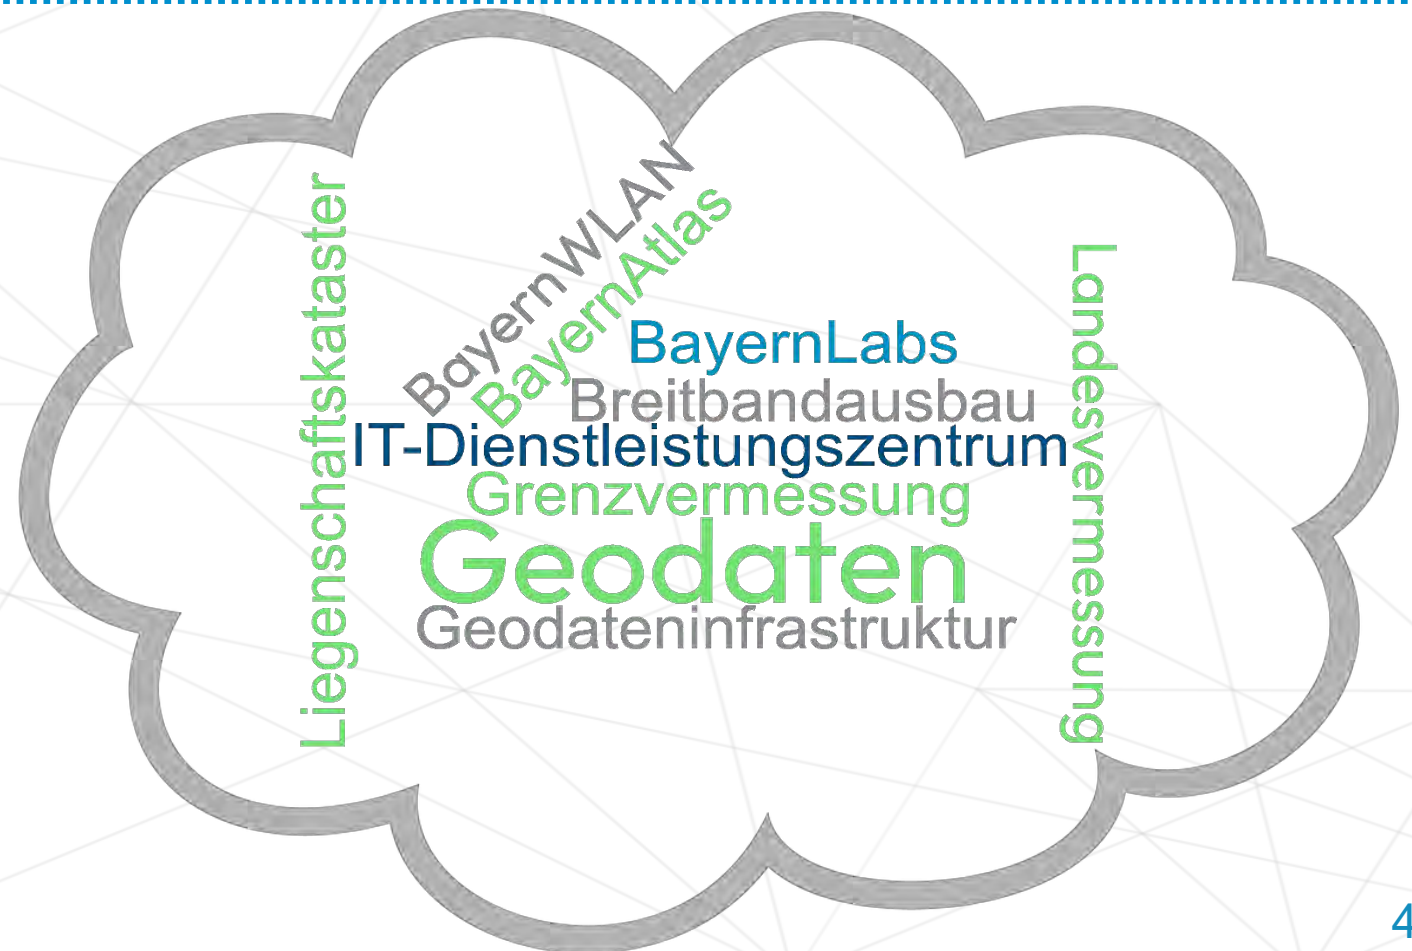 BayernWLAN
BayernAtlas
Liegenschaftskataster
Landesvermessung
BayernLabs
Breitbandausbau
IT-Dienstleistungszentrum
Grenzvermessung
Geodaten
Geodateninfrastruktur
4